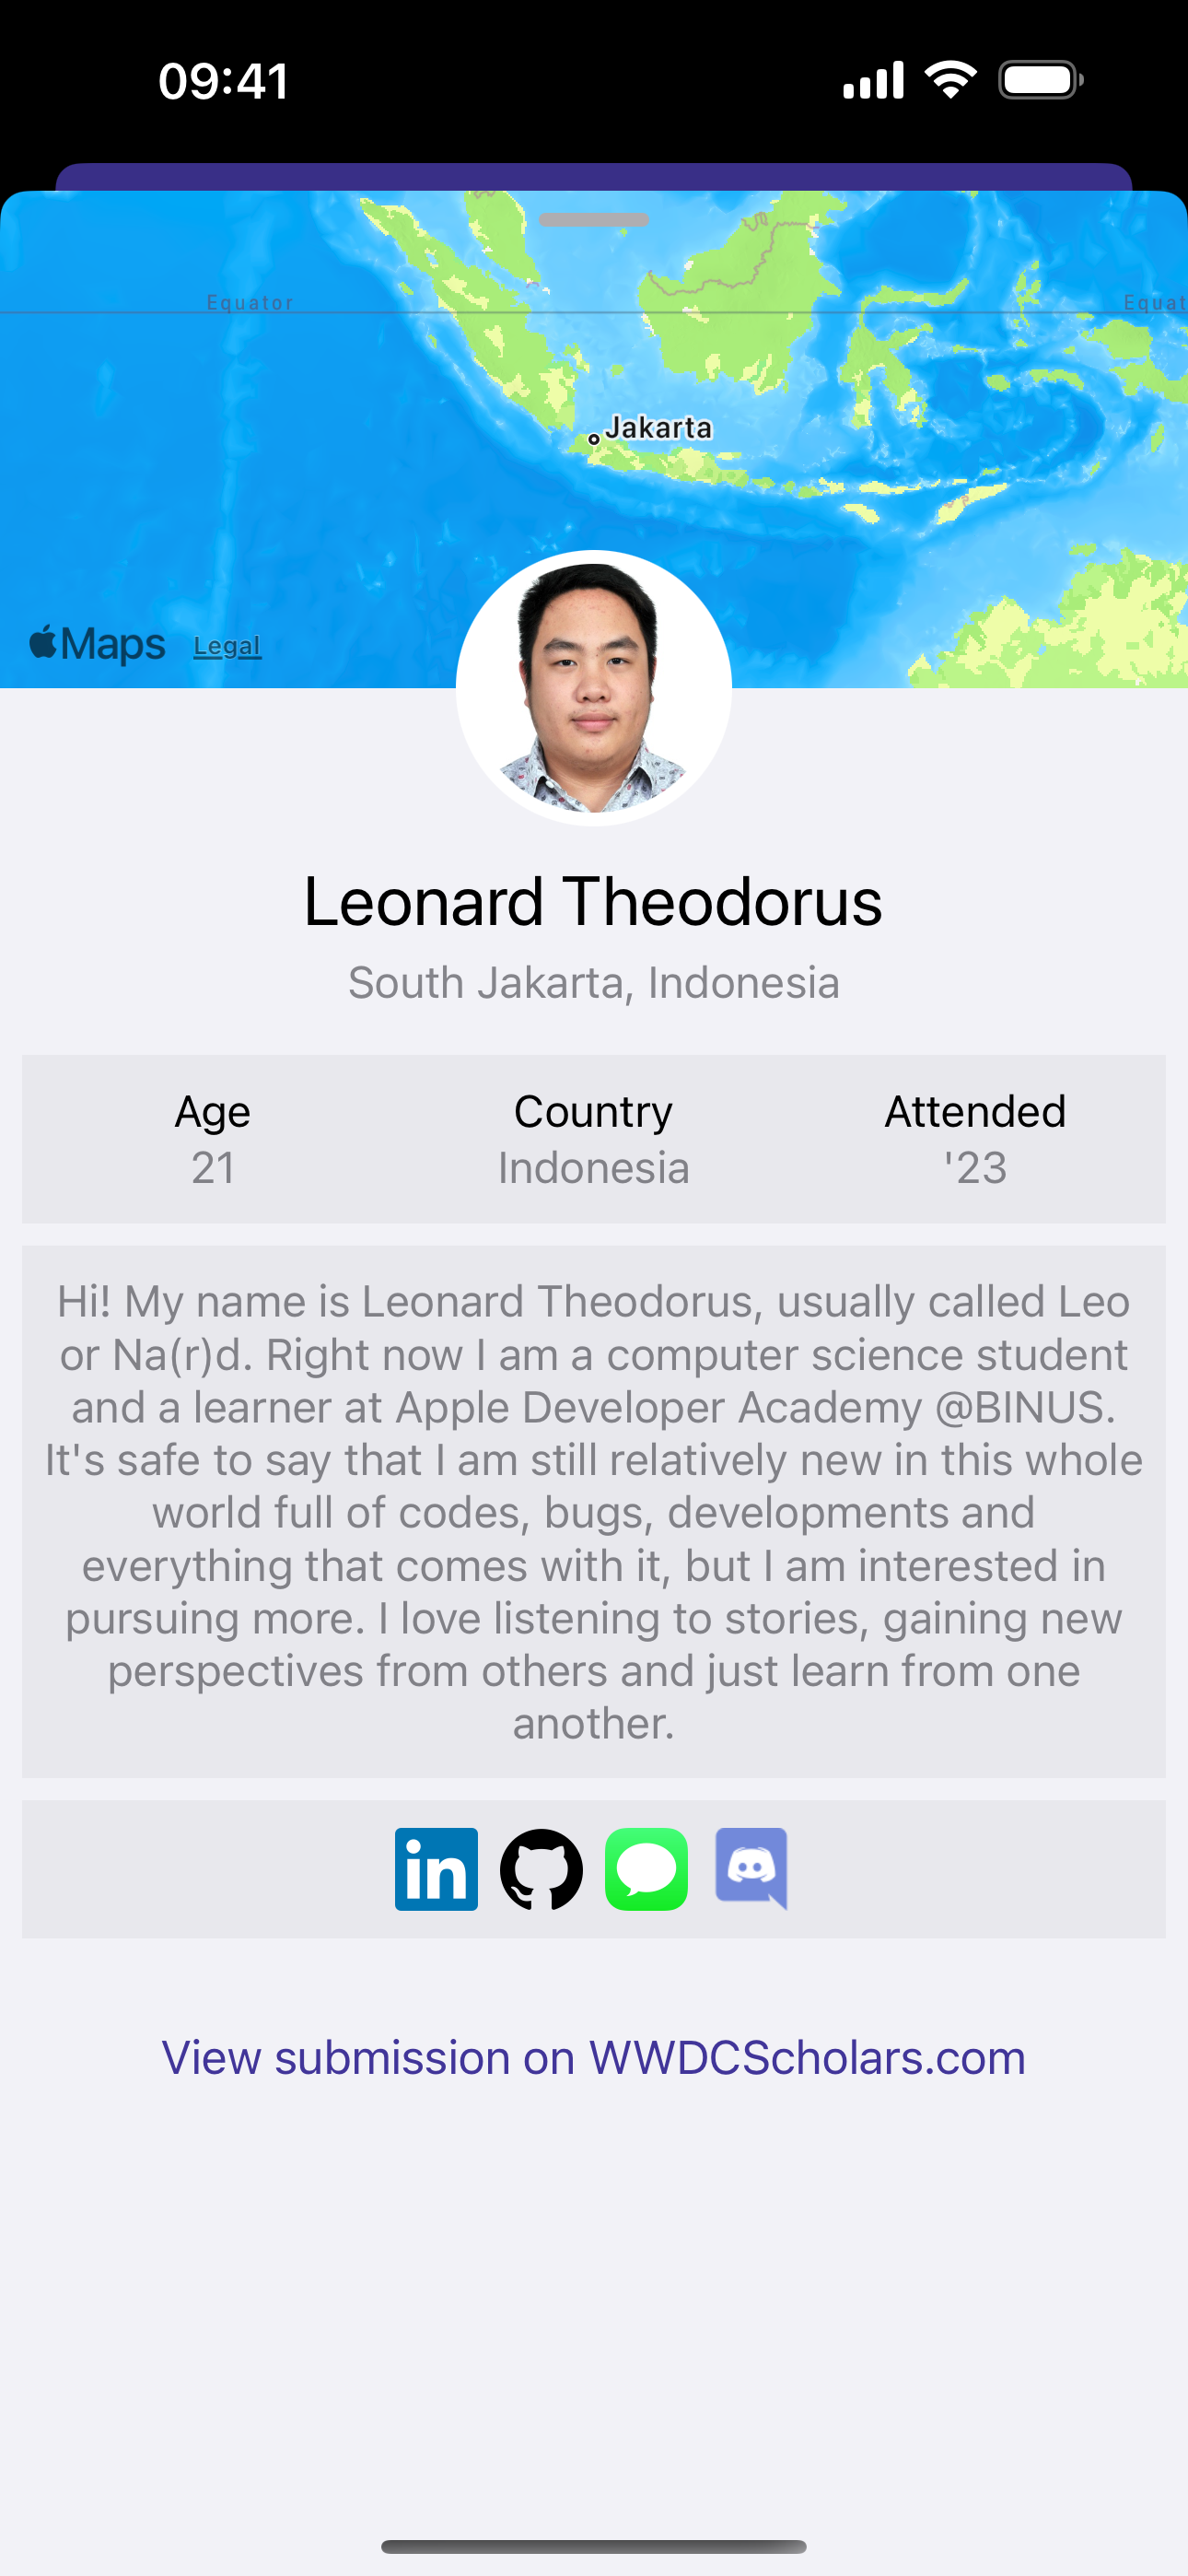 09:41
Equator
Equat
Jakarta
Maps Legal
Leonard Theodorus
South Jakarta, Indonesia
Age Country Attended
21 Indonesia '23
Hi! My name is Leonard Theodorus, usually called Leo
or Na(r)d. Right now I am a computer science student
and a learner at Apple Developer Academy @BINUS.
It's safe to say that I am still relatively new in this whole
world full of codes, bugs, developments and
everything that comes with it, but I am interested in
pursuing more. I love listening to stories, gaining new
perspectives from others and just learn from one
another.
in
View submission on WWDCScholars.com